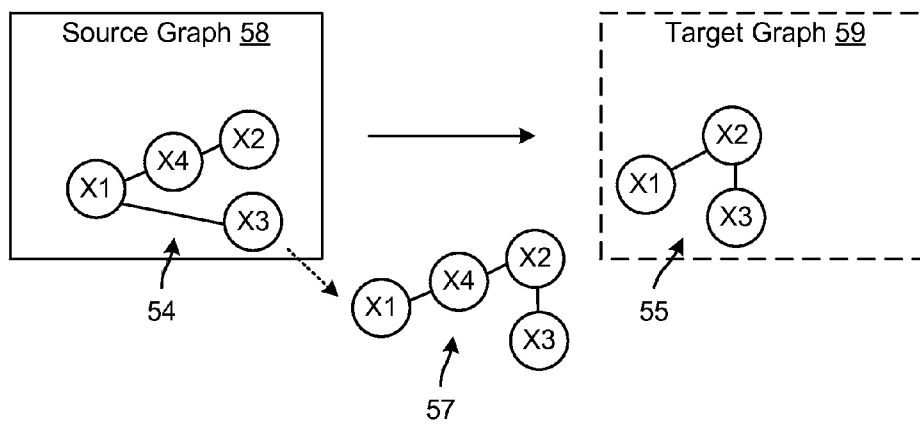 Source Graph 58
Target Graph 59
X2
X4
X1
X3
X2
X1
X3
54
X2
X4
X1
X3
55
57